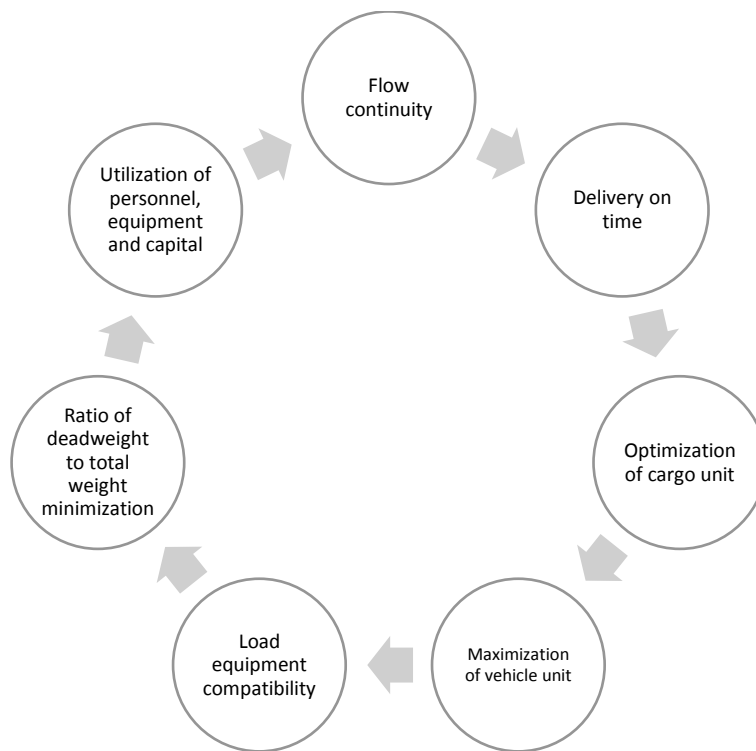 Flow
continuity
Delivery on
time
Optimization
of cargo unit
Maximization
of vehicle unit
Load
equipment
compatibility
Ratio of
deadweight
to total
weight
minimization
Utilization of
personnel,
equipment
and capital